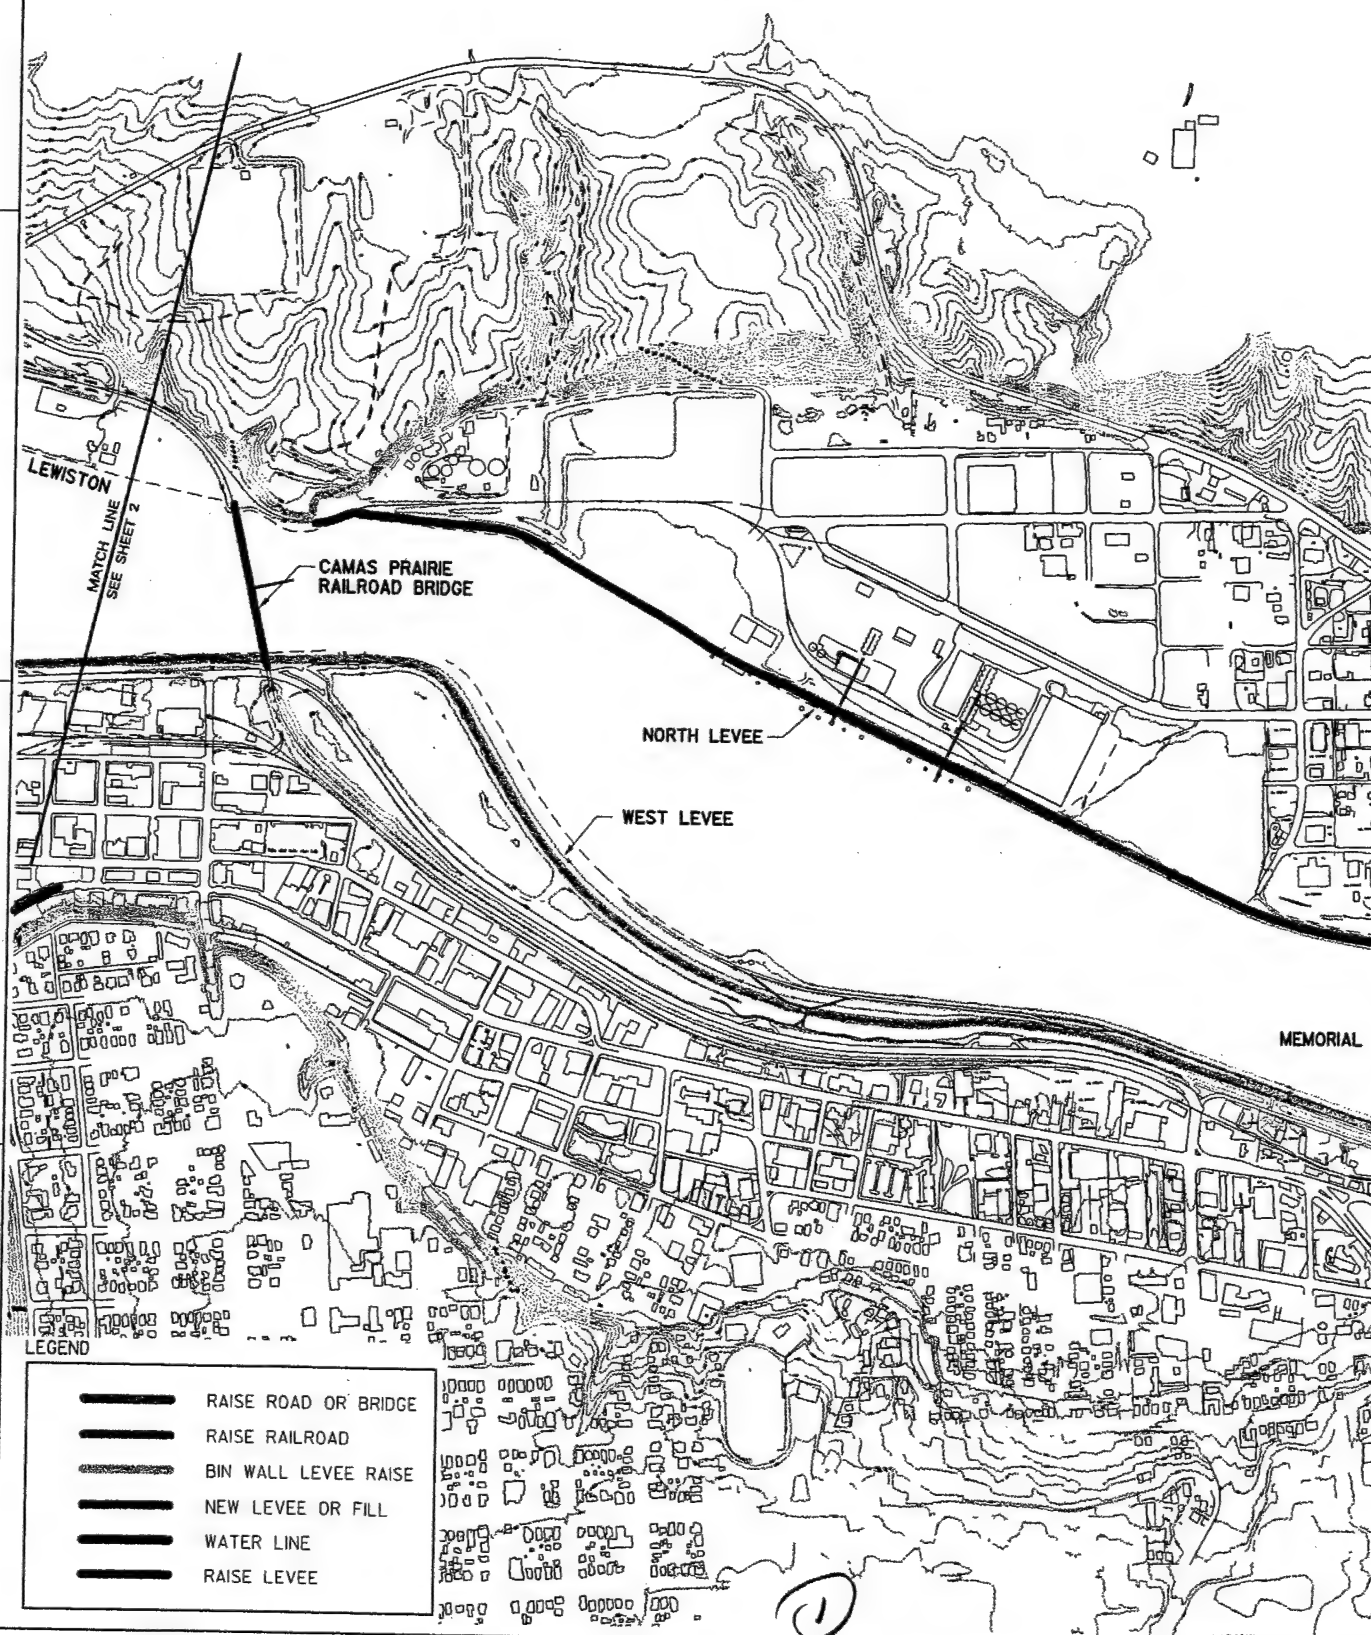 LEWISTON
MATCH LINE
SEE SHEET 2
CAMAS PRAIRIE
RAILROAD BRIDGE
NORTH LEVEE
WEST LEVEE
MEMORIAL
LEGEND
RAISE ROAD OR BRIDGE
RAISE RAILROAD
BIN WALL LEVEE RAISE
NEW LEVEE OR FILL
WATER LINE
RAISE LEVEE
1